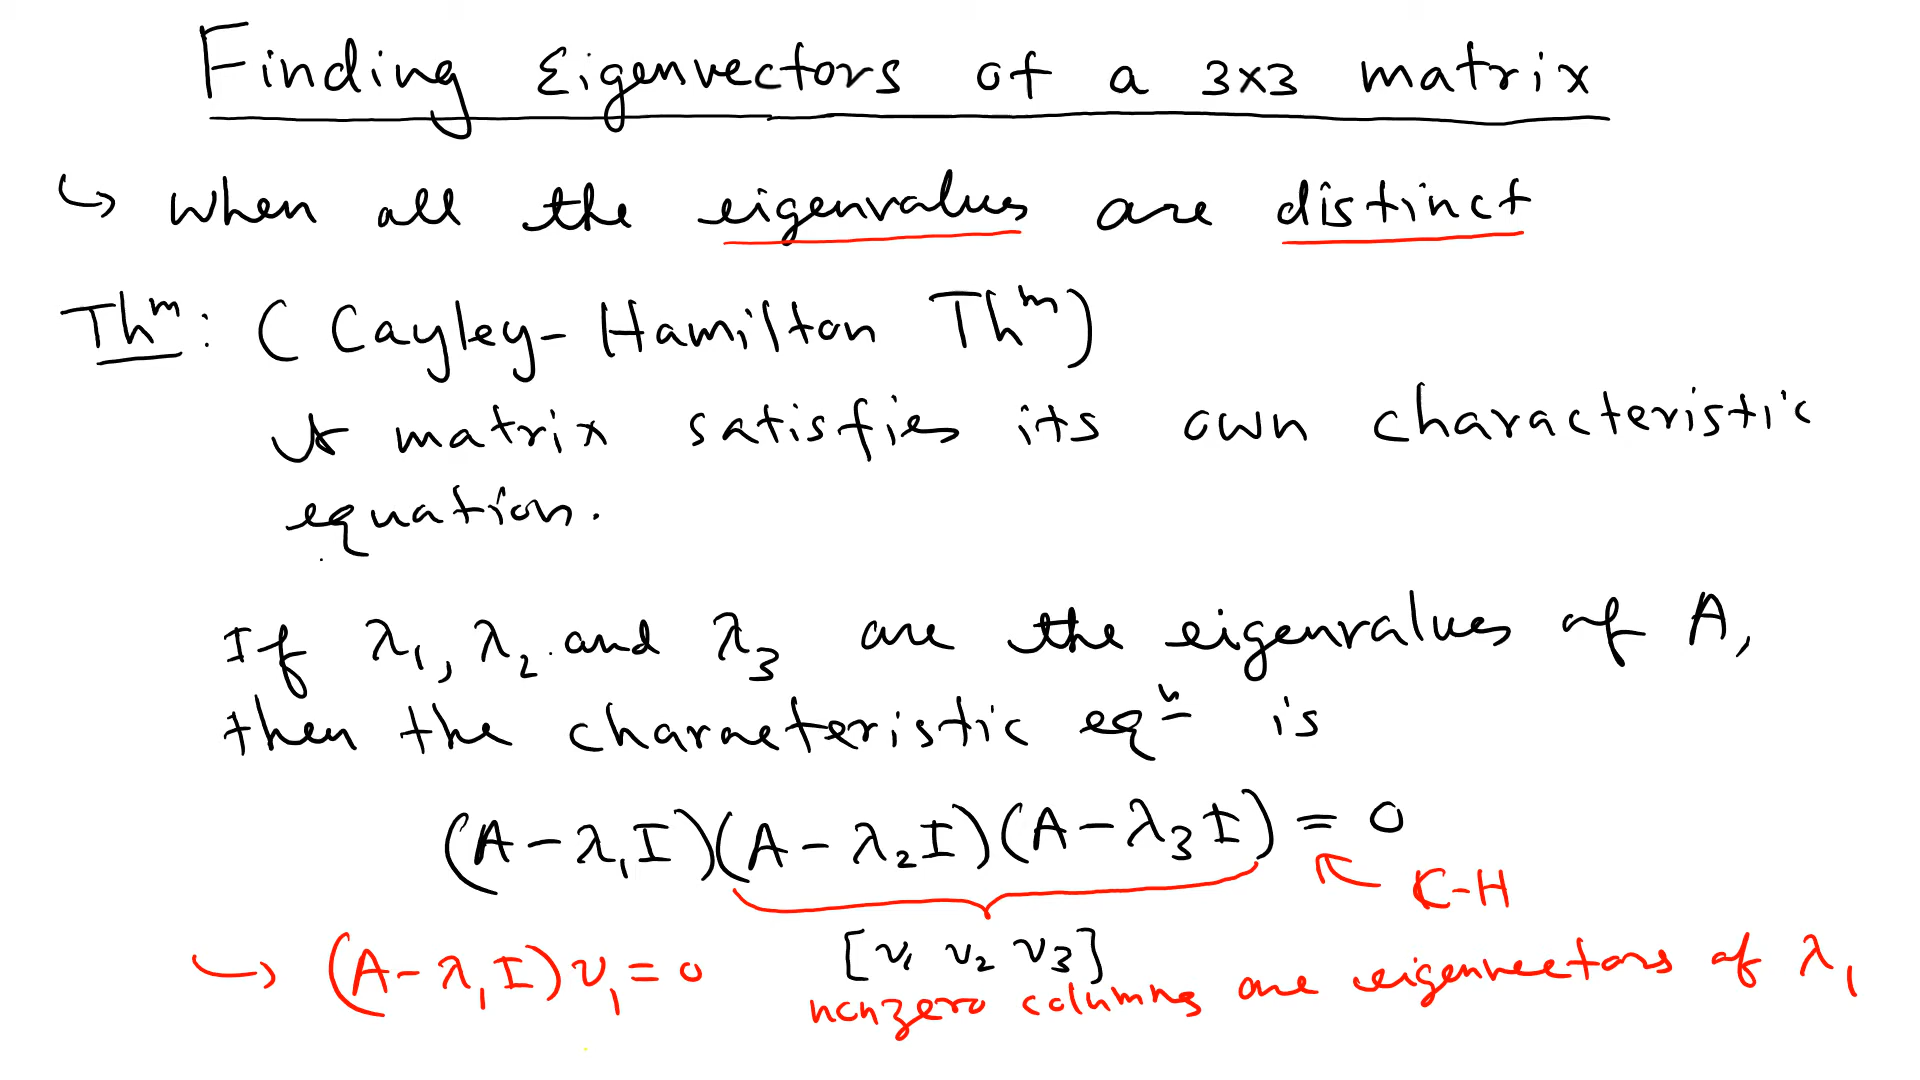 Finding Eigenvectors of a 3x3 matrix
↪ When all the eigenvalues are distinct
Thᵐ: (Cayley-Hamilton Thᵐ)
A matrix satisfies its own characteristic
equation.
If λ₁, λ₂ and λ₃ are the eigenvalues of A,
then the characteristic eqⁿ is
(A-λ₁I)(A-λ₂I)(A-λ₃I) = 0
C-H
↪ (A-λ₁I)v₁ = 0
[v₁ v₂ v₃]
nonzero columns are eigenvectors of λ₁